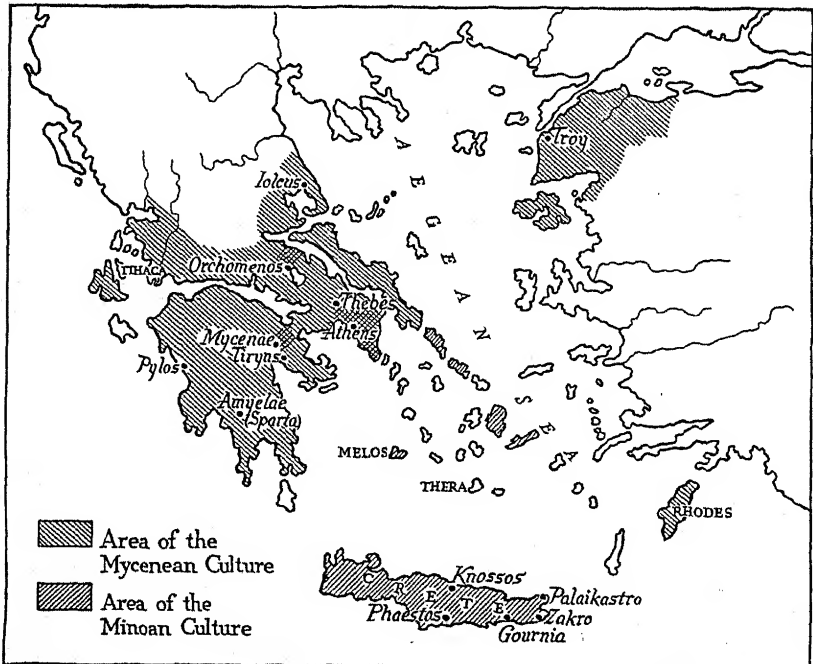 AEGEAN SEA
Troy
Iolcus
ITHACA
Orchomenos
Thebes
Athens
Mycenae
Tiryns
Pylos
Amyelae
(Sparta)
MELOS
THERA
RHODES
Area of the
Mycenean Culture
Area of the
Minoan Culture
CRETE
Knossos
Phaestos
Palaikastro
Zakro
Gournia